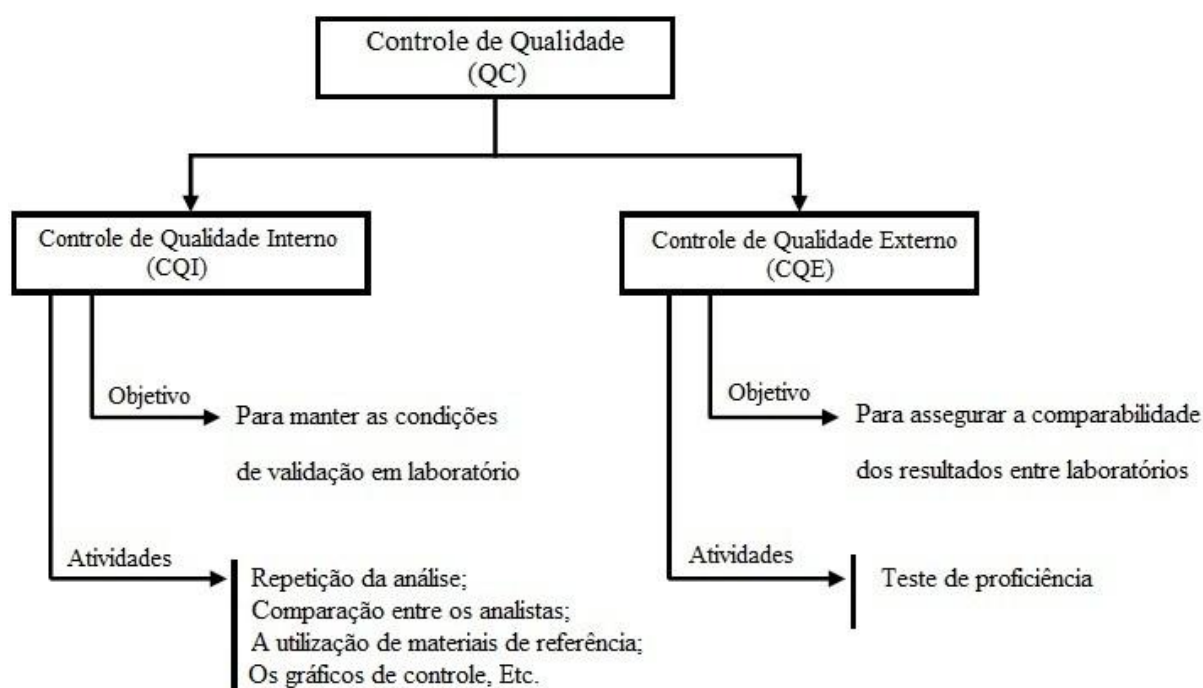 Controle de Qualidade
(QC)
Controle de Qualidade Interno
(CQI)
Objetivo
Para manter as condições
de validação em laboratório
Atividades
Repetição da análise;
Comparação entre os analistas;
A utilização de materiais de referência;
Os gráficos de controle, Etc.
Controle de Qualidade Externo
(CQE)
Objetivo
Para assegurar a comparabilidade
dos resultados entre laboratórios
Atividades
Teste de proficiência